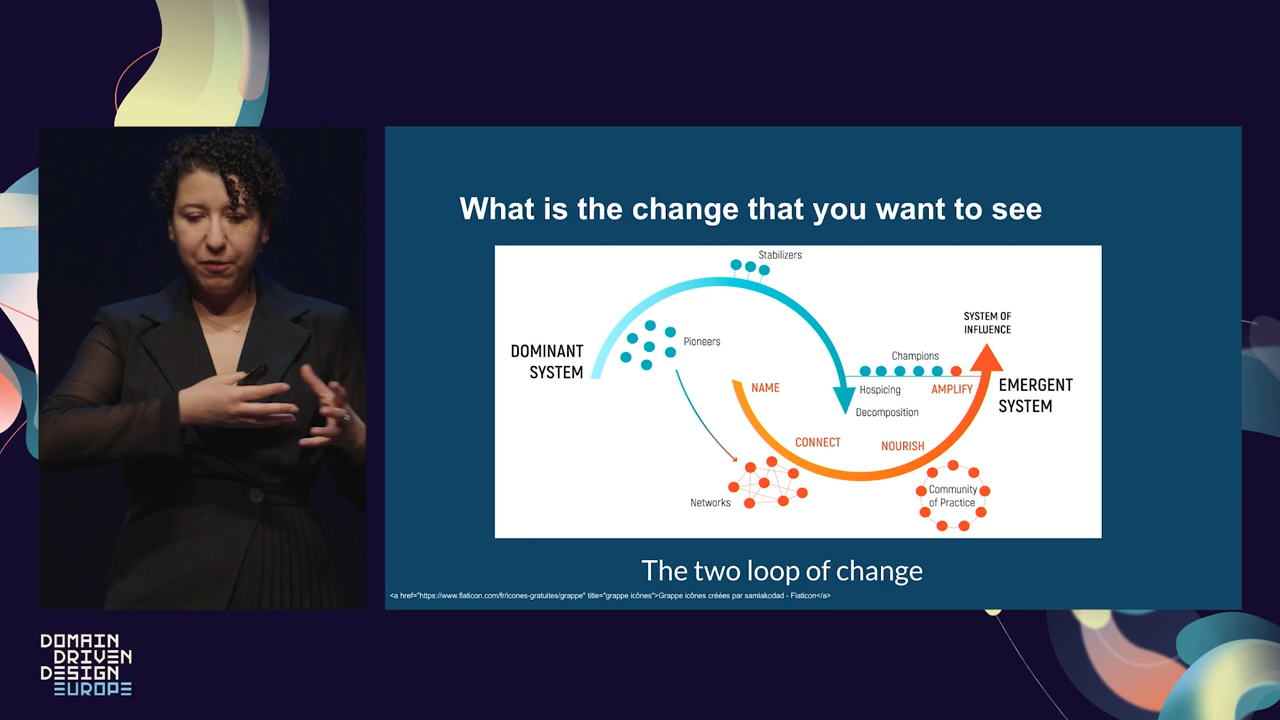 What is the change that you want to see
Stabilizers
Pioneers
DOMINANT
SYSTEM
SYSTEM OF
INFLUENCE
Champions
NAME
Hospicing
AMPLIFY
EMERGENT
SYSTEM
Decomposition
CONNECT
NOURISH
Networks
Community
of Practice
The two loop of change
<a href="https://www.flaticon.com/fr/icones-gratuites/grappe" title="grappe icônes">Grappe icônes créées par samlakodad - Flaticon</a>
DOMAIN
DRIVEN
DESIGN
EUROPE